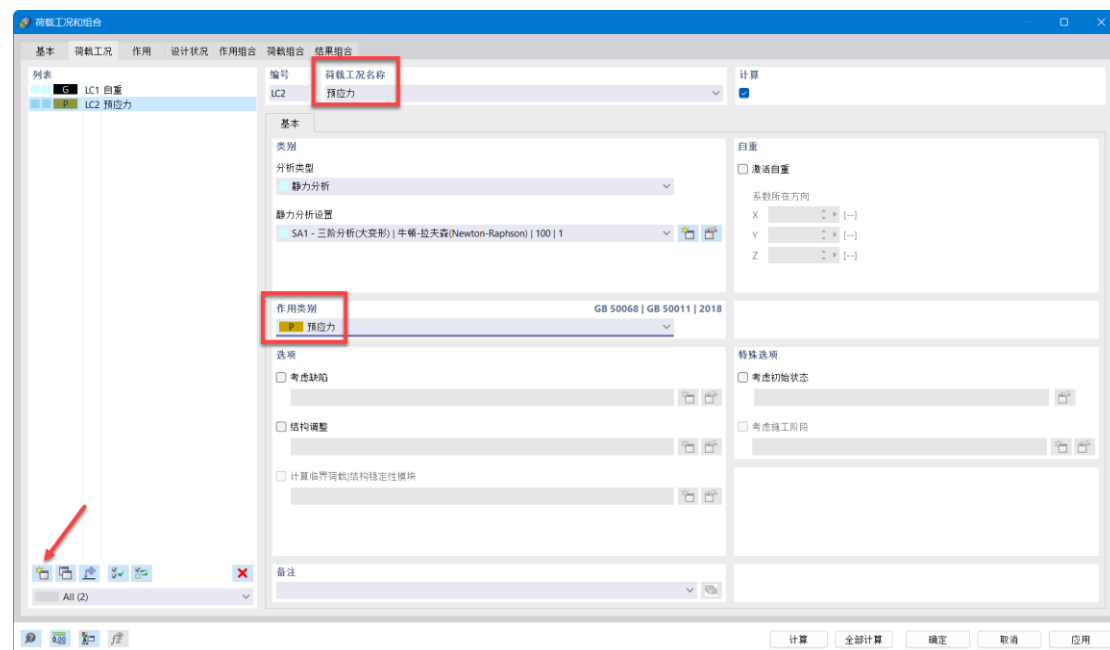 荷载工况和组合
基本 荷载工况 作用 设计状况 作用组合 荷载组合 结果组合
列表
G LC1 自重
P LC2 预应力
编号 荷载工况名称
LC2 预应力
计算
基本
类别
分析类型
静力分析
静力分析设置
SA1 - 三阶分析(大变形) | 牛顿-拉夫森(Newton-Raphson) | 100 | 1
自重
激活自重
系数所在方向
X [--]
Y [--]
Z [--]
作用类别 GB 50068 | GB 50011 | 2018
P 预应力
选项
考虑缺陷
结构调整
计算临界荷载|结构稳定性模块
特殊选项
考虑初始状态
考虑施工阶段
备注
All (2)
计算 全部计算 确定 取消 应用